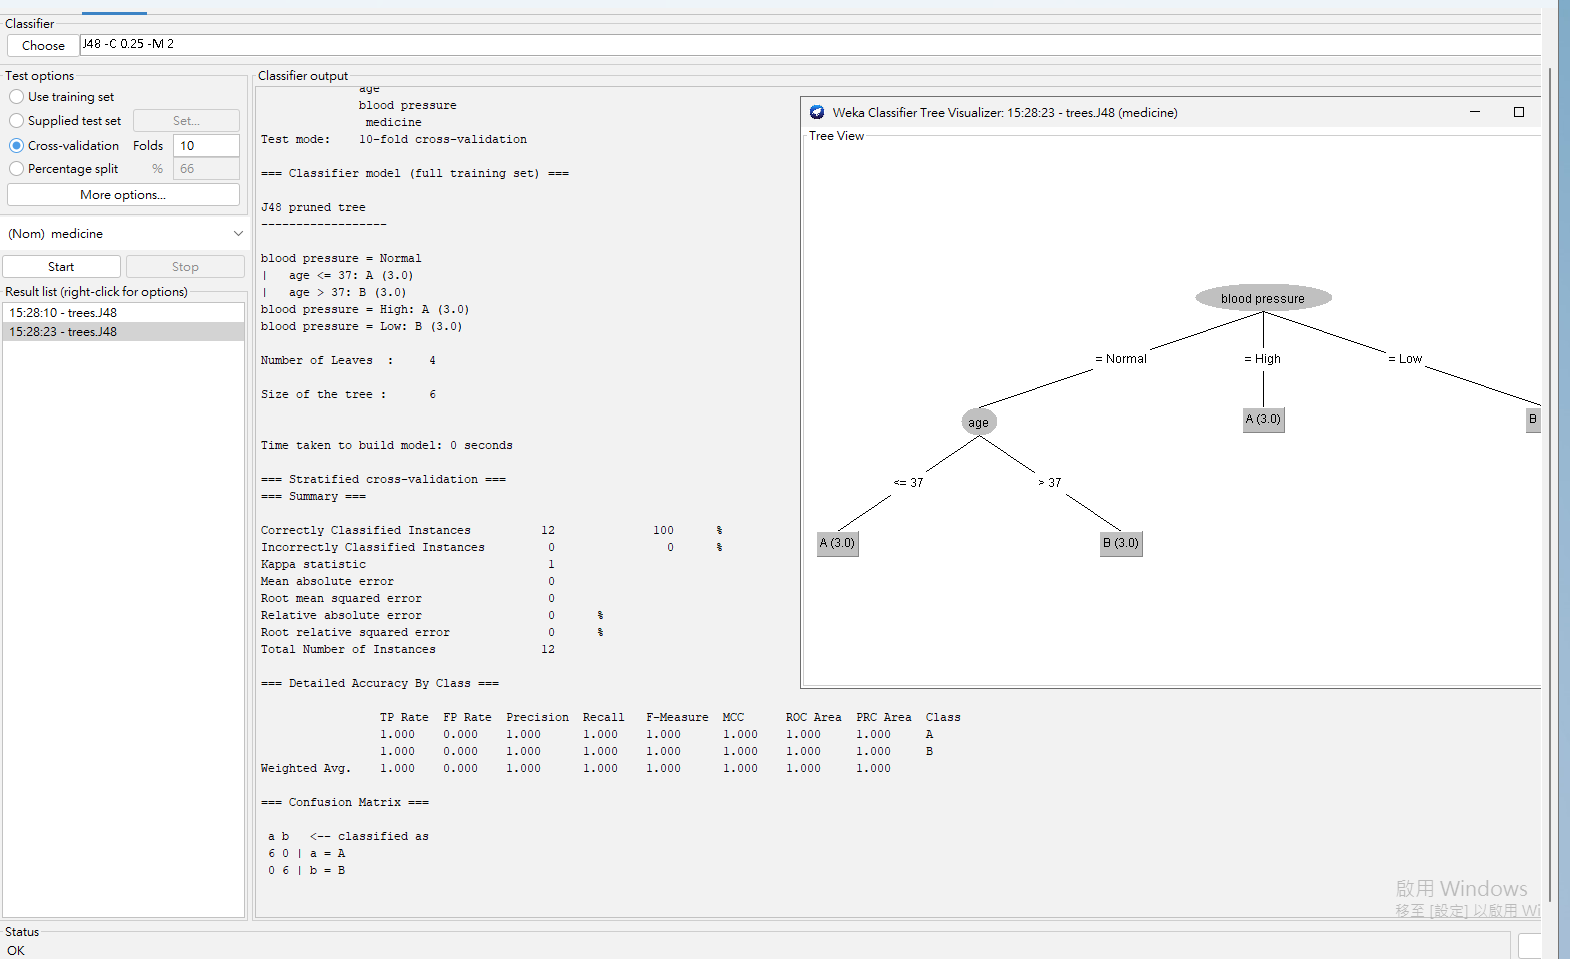 Classifier
Choose J48 -C 0.25 -M 2
Test options
Use training set
Supplied test set Set...
Cross-validation Folds 10
Percentage split % 66
More options...
(Nom) medicine
Start Stop
Result list (right-click for options)
15:28:10 - trees.J48
15:28:23 - trees.J48
Classifier output
age
blood pressure
medicine
Test mode: 10-fold cross-validation
=== Classifier model (full training set) ===
J48 pruned tree
------------------
blood pressure = Normal
| age <= 37: A (3.0)
| age > 37: B (3.0)
blood pressure = High: A (3.0)
blood pressure = Low: B (3.0)
Number of Leaves : 4
Size of the tree : 6
Time taken to build model: 0 seconds
=== Stratified cross-validation ===
=== Summary ===
Correctly Classified Instances 12 100 %
Incorrectly Classified Instances 0 0 %
Kappa statistic 1
Mean absolute error 0
Root mean squared error 0
Relative absolute error 0 %
Root relative squared error 0 %
Total Number of Instances 12
=== Detailed Accuracy By Class ===
TP Rate FP Rate Precision Recall F-Measure MCC ROC Area PRC Area Class
1.000 0.000 1.000 1.000 1.000 1.000 1.000 1.000 A
1.000 0.000 1.000 1.000 1.000 1.000 1.000 1.000 B
Weighted Avg. 1.000 0.000 1.000 1.000 1.000 1.000 1.000 1.000
=== Confusion Matrix ===
a b <-- classified as
6 0 | a = A
0 6 | b = B
Weka Classifier Tree Visualizer: 15:28:23 - trees.J48 (medicine)
Tree View
blood pressure
= Normal = High = Low
age A (3.0) B
<= 37 > 37
A (3.0) B (3.0)
啟用 Windows
移至 [設定] 以啟用 Wi
Status
OK